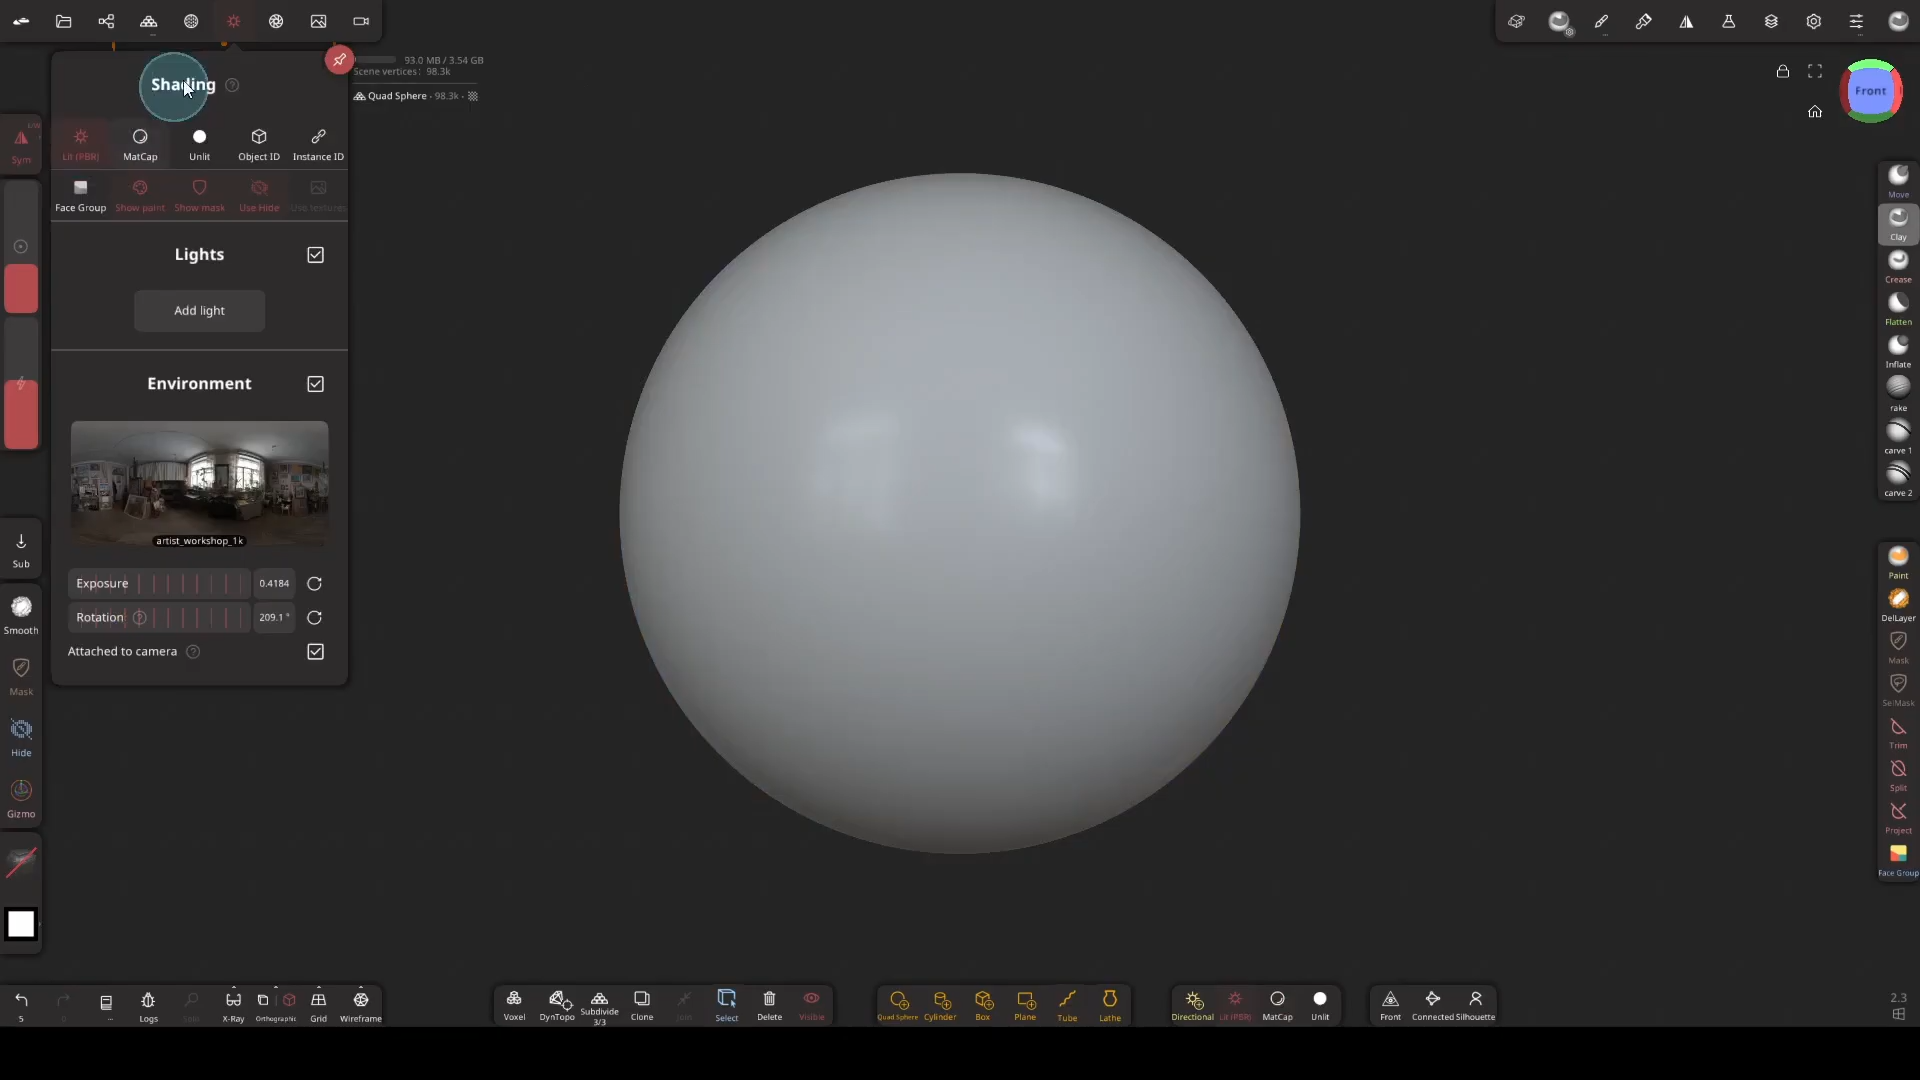 93.0 MB / 3.54 GB
Scene vertices: 98.3k
Quad Sphere - 98.3k -
Front
Shading
Lit (PBR)
MatCap
Unlit
Object ID
Instance ID
Face Group
Show paint
Show mask
Use Hide
Lights
Add light
Environment
artist_workshop_1k
Exposure
0.4184
Rotation
209.1 °
Attached to camera
Sym
Sub
Smooth
Mask
Hide
Gizmo
Move
Clay
Crease
Flatten
Inflate
rake
carve 1
carve 2
Paint
DelLayer
Mask
SelMask
Trim
Split
Project
Face Group
5
0
...
Logs
X-Ray
Orthographic
Grid
Wireframe
Voxel
DynTopo
Subdivide
3/3
Clone
Join
Select
Delete
Visible
Quad Sphere
Cylinder
Box
Plane
Tube
Lathe
Directional
Lit (PBR)
MatCap
Unlit
Front
Connected
Silhouette
2.3